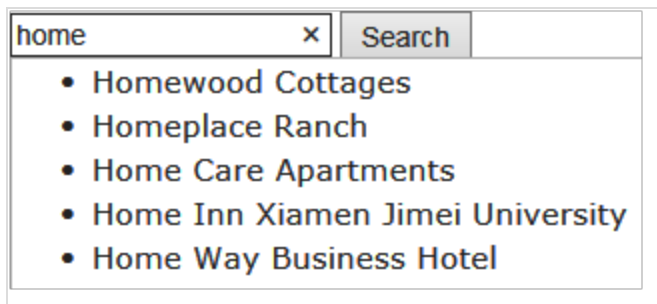 home × Search
• Homewood Cottages
• Homeplace Ranch
• Home Care Apartments
• Home Inn Xiamen Jimei University
• Home Way Business Hotel